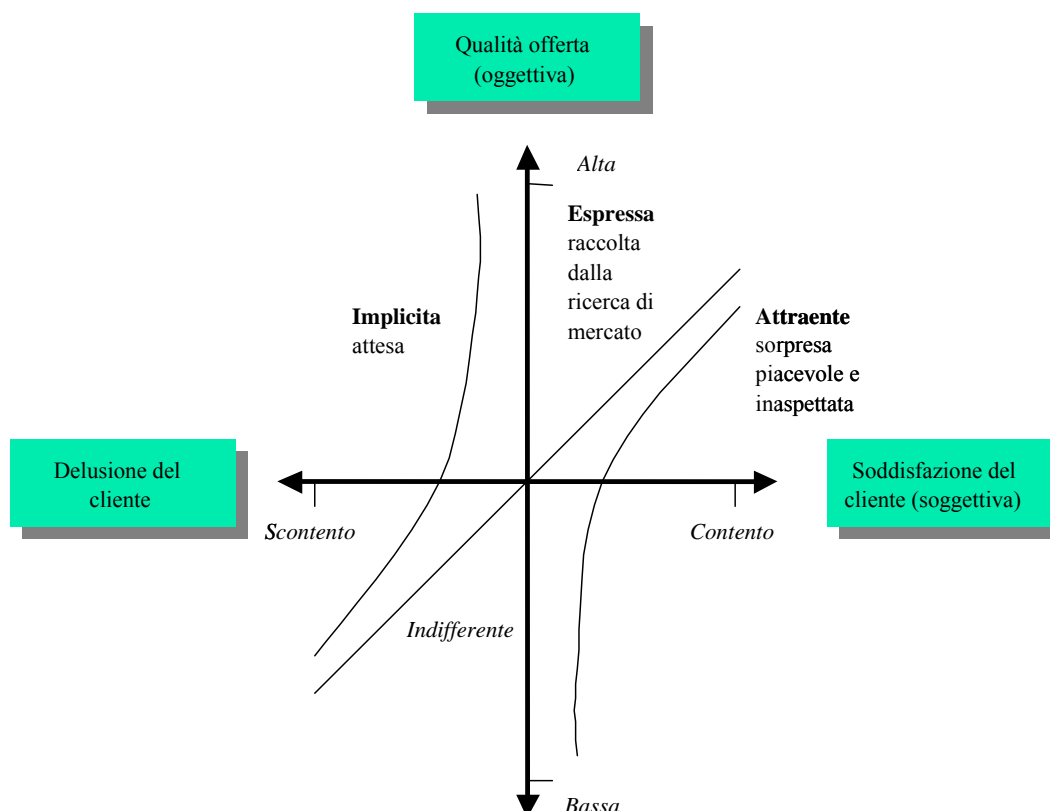 Qualità offerta
(oggettiva)
Alta
Espressa
raccolta
dalla
ricerca di
mercato
Implicita
attesa
Attraente
sorpresa
piacevole e
inaspettata
Delusione del
cliente
Soddisfazione del
cliente (soggettiva)
Scontento
Contento
Indifferente
Bassa